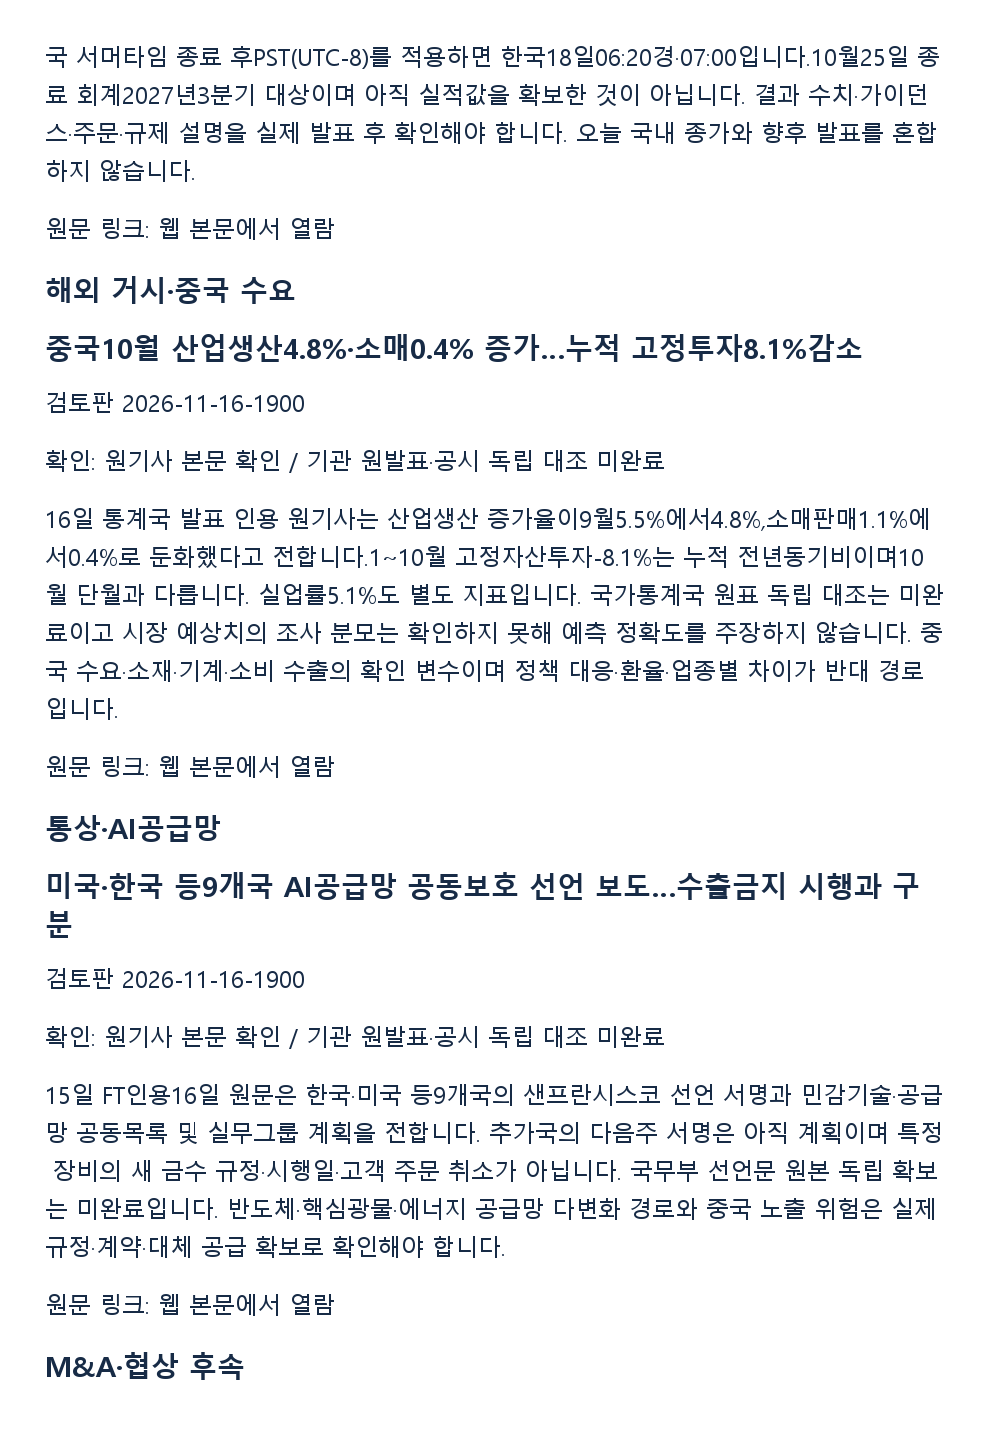 국 서머타임 종료 후PST(UTC-8)를 적용하면 한국18일06:20경·07:00입니다.10월25일 종
료 회계2027년3분기 대상이며 아직 실적값을 확보한 것이 아닙니다. 결과 수치·가이던
스·주문·규제 설명을 실제 발표 후 확인해야 합니다. 오늘 국내 종가와 향후 발표를 혼합
하지 않습니다.
원문 링크: 웹 본문에서 열람
해외 거시·중국 수요
중국10월 산업생산4.8%·소매0.4% 증가…누적 고정투자8.1%감소
검토판 2026-11-16-1900
확인: 원기사 본문 확인 / 기관 원발표·공시 독립 대조 미완료
16일 통계국 발표 인용 원기사는 산업생산 증가율이9월5.5%에서4.8%,소매판매1.1%에
서0.4%로 둔화했다고 전합니다.1~10월 고정자산투자-8.1%는 누적 전년동기비이며10
월 단월과 다릅니다. 실업률5.1%도 별도 지표입니다. 국가통계국 원표 독립 대조는 미완
료이고 시장 예상치의 조사 분모는 확인하지 못해 예측 정확도를 주장하지 않습니다. 중
국 수요·소재·기계·소비 수출의 확인 변수이며 정책 대응·환율·업종별 차이가 반대 경로
입니다.
원문 링크: 웹 본문에서 열람
통상·AI공급망
미국·한국 등9개국 AI공급망 공동보호 선언 보도…수출금지 시행과 구
분
검토판 2026-11-16-1900
확인: 원기사 본문 확인 / 기관 원발표·공시 독립 대조 미완료
15일 FT인용16일 원문은 한국·미국 등9개국의 샌프란시스코 선언 서명과 민감기술·공급
망 공동목록 및 실무그룹 계획을 전합니다. 추가국의 다음주 서명은 아직 계획이며 특정
장비의 새 금수 규정·시행일·고객 주문 취소가 아닙니다. 국무부 선언문 원본 독립 확보
는 미완료입니다. 반도체·핵심광물·에너지 공급망 다변화 경로와 중국 노출 위험은 실제
규정·계약·대체 공급 확보로 확인해야 합니다.
원문 링크: 웹 본문에서 열람
M&A·협상 후속